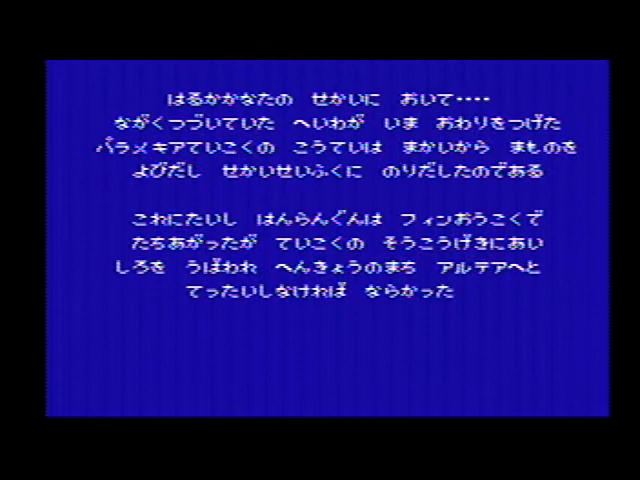 はるかかなたの　せかいに　おいて････
ながくつづいていた　へいわが　いま　おわりをつげた
パラメキアていこくの　こうていは　まかいから　まものを
よびだし　せかいせいふくに　のりだしたのである
これにたいし　はんらんぐんは　フィンおうこくで
たちあがったが　ていこくの　そうこうげきにあい
しろを　うばわれ　へんきょうのまち　アルテアへと
てったいしなければ　ならかった